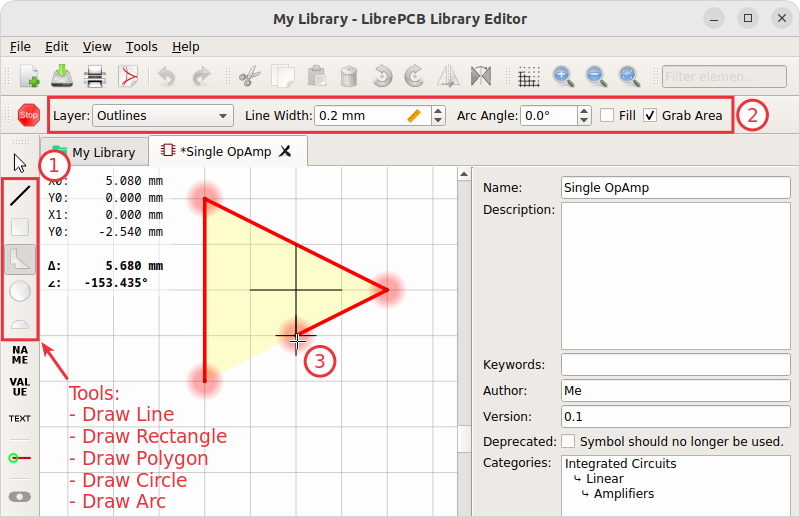 My Library - LibrePCB Library Editor
File Edit View Tools Help
Filter elemen...
Stop Layer: Outlines Line Width: 0.2 mm Arc Angle: 0.0° Fill Grab Area 2
My Library *Single OpAmp
1
X0: 5.080 mm
Y0: 0.000 mm
X1: 0.000 mm
Y0: -2.540 mm
Δ: 5.680 mm
∠: -153.435°
3
NA
ME
VAL
UE
TEXT
Tools:
- Draw Line
- Draw Rectangle
- Draw Polygon
- Draw Circle
- Draw Arc
Name: Single OpAmp
Description:
Keywords:
Author: Me
Version: 0.1
Deprecated: Symbol should no longer be used.
Categories: Integrated Circuits
⤷ Linear
⤷ Amplifiers